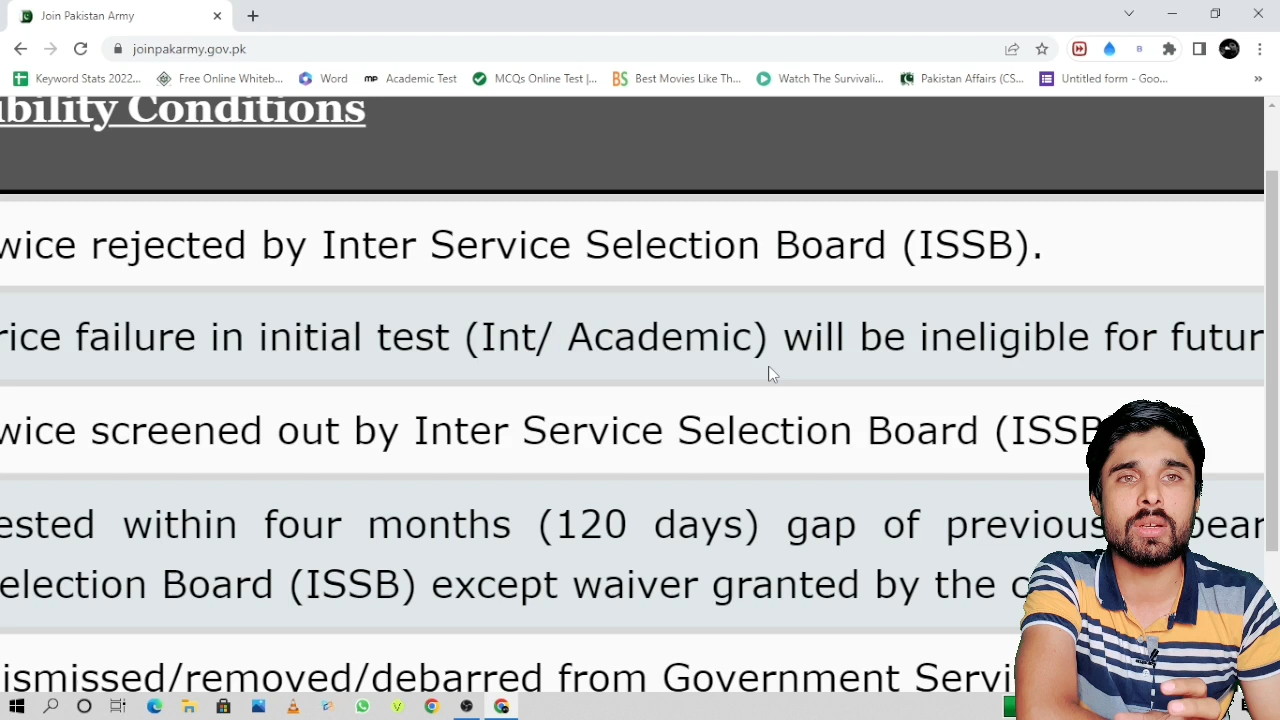 Join Pakistan Army
joinpakarmy.gov.pk
Keyword Stats 2022... Free Online Whiteb... Word Academic Test MCQs Online Test |... Best Movies Like Th... Watch The Survivali... Pakistan Affairs (CS... Untitled form - Goo...
ibility Conditions
wice rejected by Inter Service Selection Board (ISSB).
rice failure in initial test (Int/ Academic) will be ineligible for futur
wice screened out by Inter Service Selection Board (ISSB
ested within four months (120 days) gap of previous
election Board (ISSB) except waiver granted by the
ismissed/removed/debarred from Government Servi